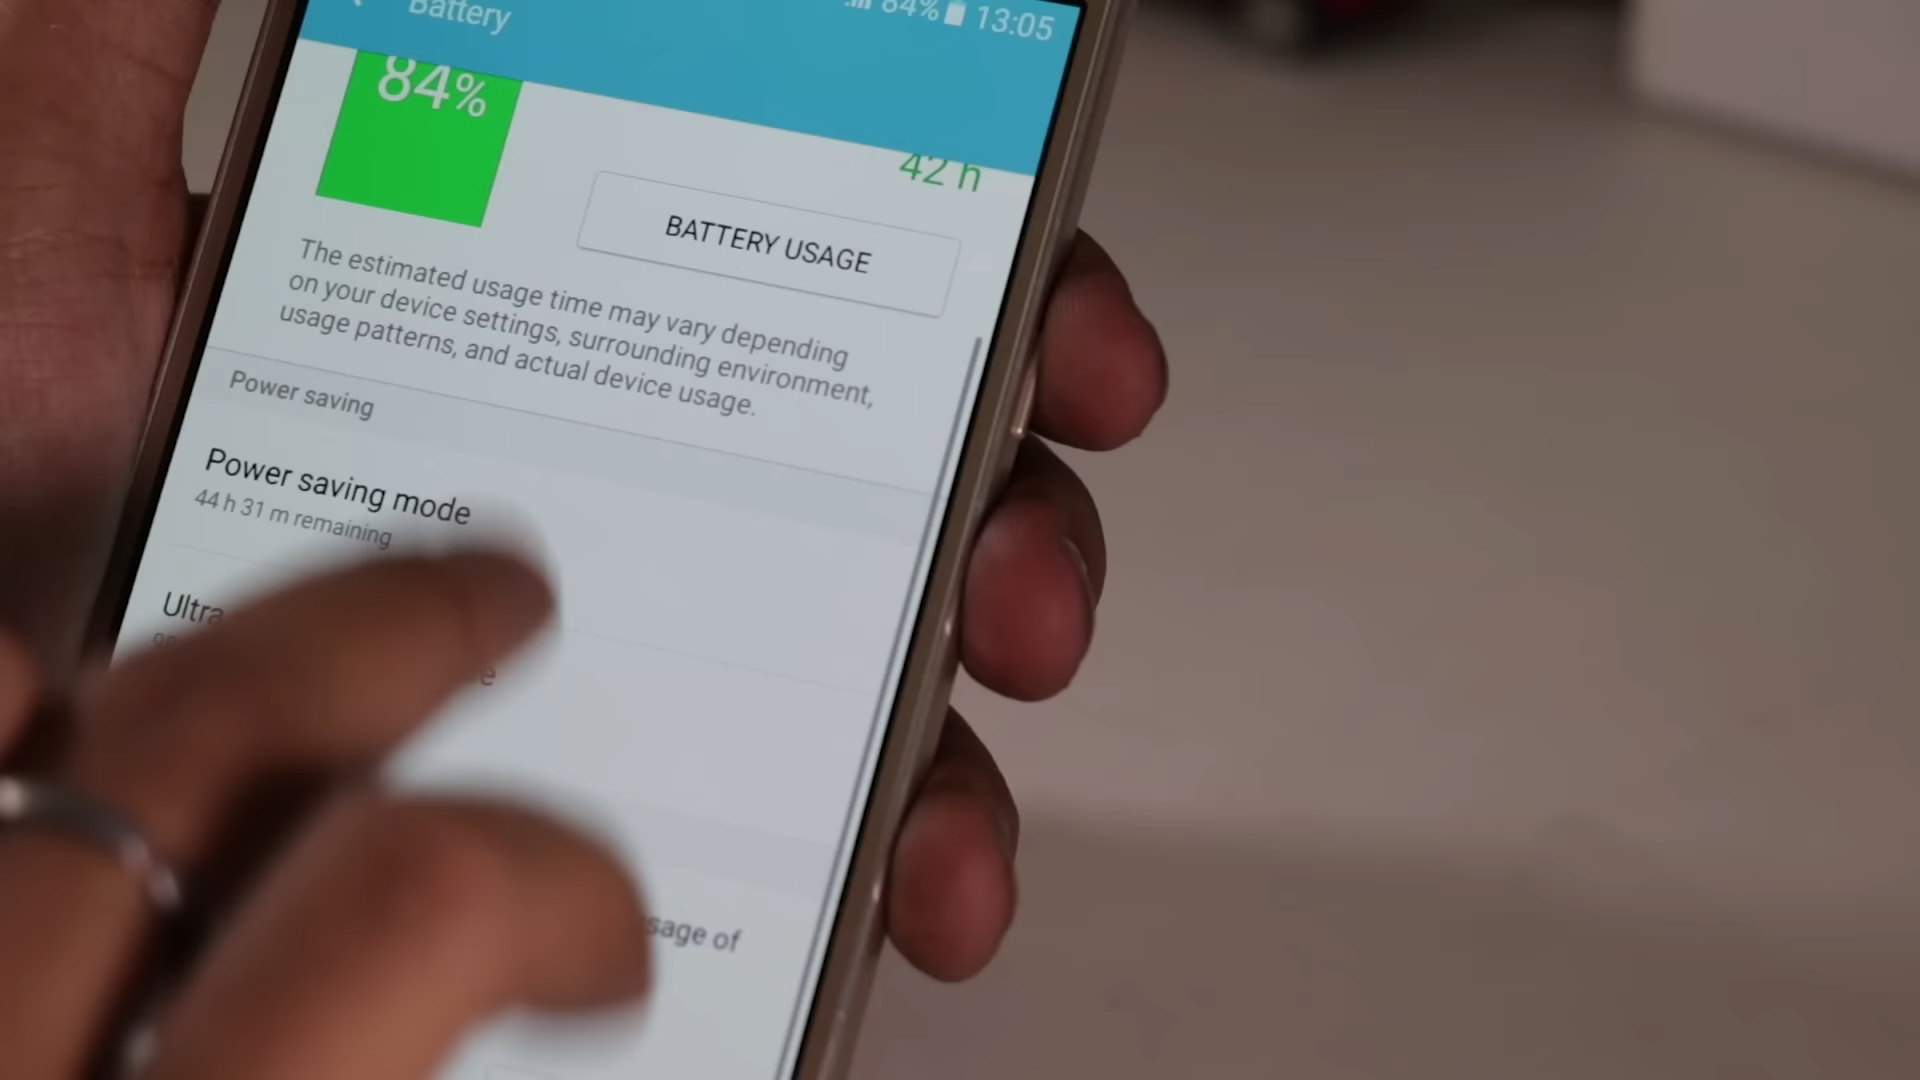 Battery
84% 13:05
84%
42 h
BATTERY USAGE
The estimated usage time may vary depending
on your device settings, surrounding environment,
usage patterns, and actual device usage.
Power saving
Power saving mode
44 h 31 m remaining
Ultra
of